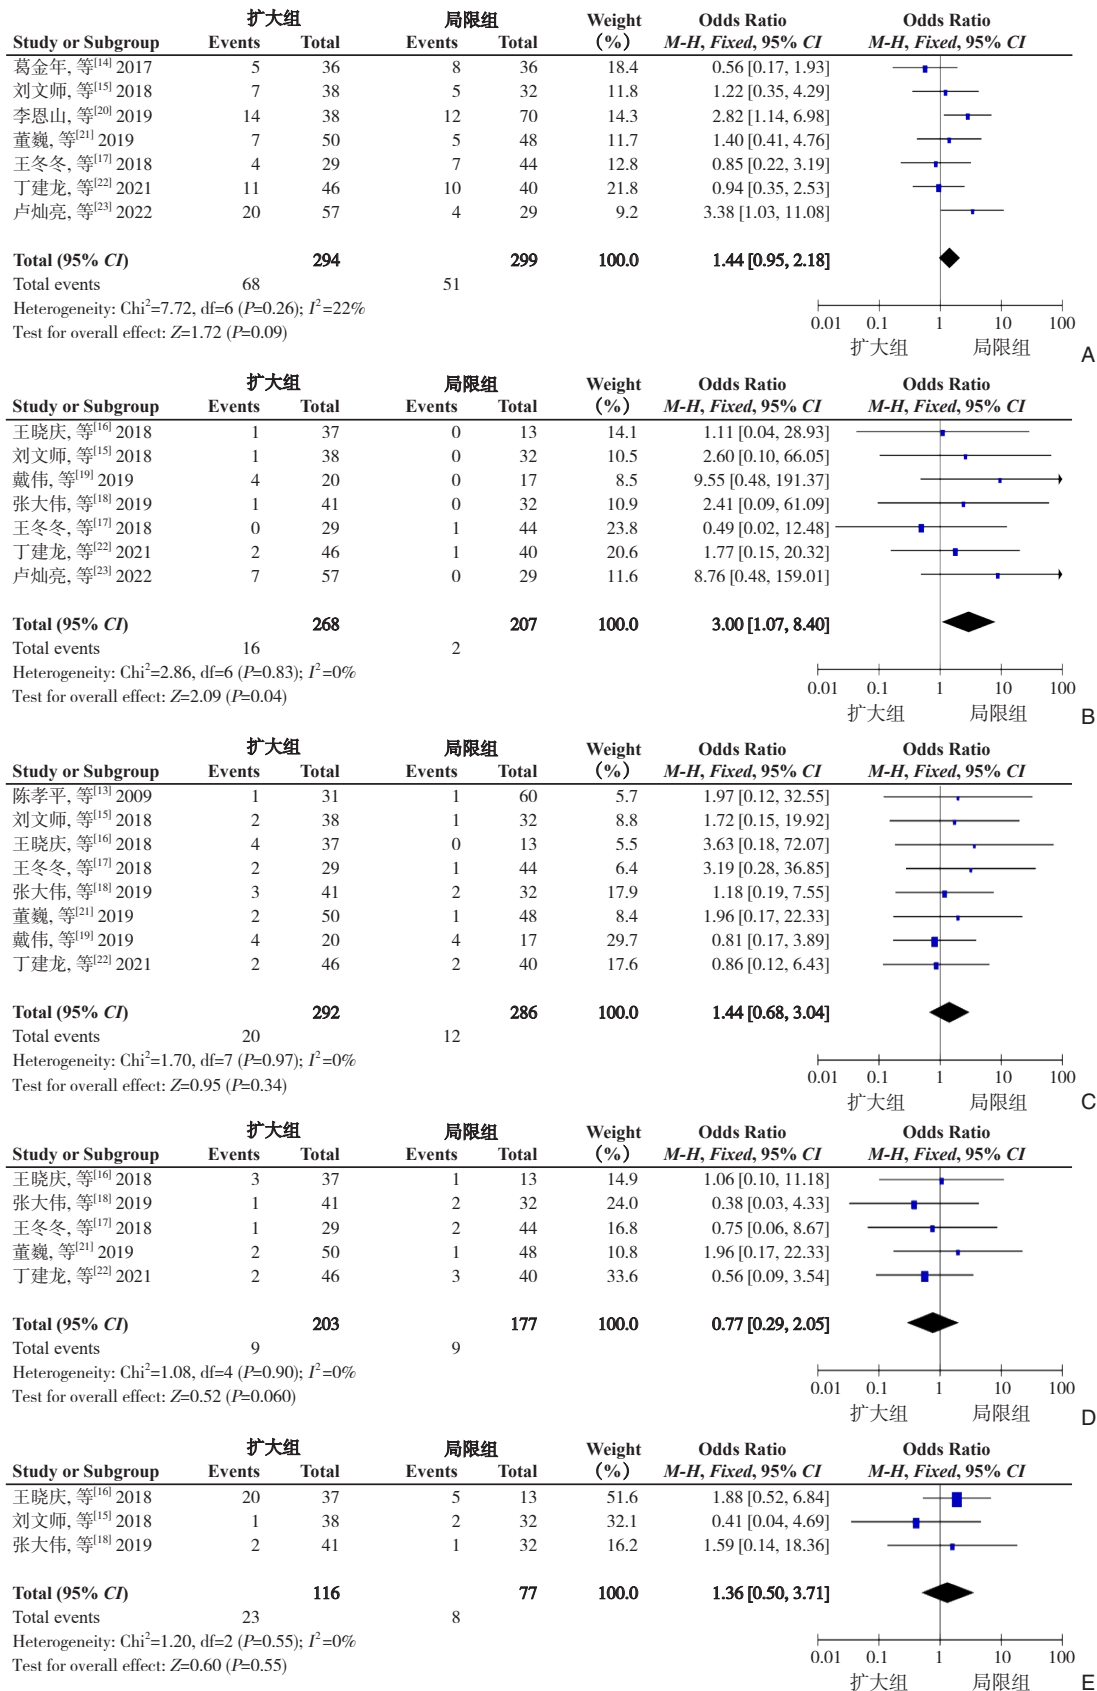 扩大组 局限组 Weight Odds Ratio Odds Ratio
Study or Subgroup Events Total Events Total (%) M-H, Fixed, 95% CI M-H, Fixed, 95% CI
葛金年, 等[14] 2017 5 36 8 36 18.4 0.56 [0.17, 1.93]
刘文师, 等[15] 2018 7 38 5 32 11.8 1.22 [0.35, 4.29]
李恩山, 等[20] 2019 14 38 12 70 14.3 2.82 [1.14, 6.98]
董巍, 等[21] 2019 7 50 5 48 11.7 1.40 [0.41, 4.76]
王冬冬, 等[17] 2018 4 29 7 44 12.8 0.85 [0.22, 3.19]
丁建龙, 等[22] 2021 11 46 10 40 21.8 0.94 [0.35, 2.53]
卢灿亮, 等[23] 2022 20 57 4 29 9.2 3.38 [1.03, 11.08]
Total (95% CI) 294 299 100.0 1.44 [0.95, 2.18]
Total events 68 51
Heterogeneity: Chi²=7.72, df=6 (P=0.26); I²=22%
Test for overall effect: Z=1.72 (P=0.09)
0.01 0.1 1 10 100
扩大组 局限组
A
扩大组 局限组 Weight Odds Ratio Odds Ratio
Study or Subgroup Events Total Events Total (%) M-H, Fixed, 95% CI M-H, Fixed, 95% CI
王晓庆, 等[16] 2018 1 37 0 13 14.1 1.11 [0.04, 28.93]
刘文师, 等[15] 2018 1 38 0 32 10.5 2.60 [0.10, 66.05]
戴伟, 等[19] 2019 4 20 0 17 8.5 9.55 [0.48, 191.37]
张大伟, 等[18] 2019 1 41 0 32 10.9 2.41 [0.09, 61.09]
王冬冬, 等[17] 2018 0 29 1 44 23.8 0.49 [0.02, 12.48]
丁建龙, 等[22] 2021 2 46 1 40 20.6 1.77 [0.15, 20.32]
卢灿亮, 等[23] 2022 7 57 0 29 11.6 8.76 [0.48, 159.01]
Total (95% CI) 268 207 100.0 3.00 [1.07, 8.40]
Total events 16 2
Heterogeneity: Chi²=2.86, df=6 (P=0.83); I²=0%
Test for overall effect: Z=2.09 (P=0.04)
0.01 0.1 1 10 100
扩大组 局限组
B
扩大组 局限组 Weight Odds Ratio Odds Ratio
Study or Subgroup Events Total Events Total (%) M-H, Fixed, 95% CI M-H, Fixed, 95% CI
陈孝平, 等[13] 2009 1 31 1 60 5.7 1.97 [0.12, 32.55]
刘文师, 等[15] 2018 2 38 1 32 8.8 1.72 [0.15, 19.92]
王晓庆, 等[16] 2018 4 37 0 13 5.5 3.63 [0.18, 72.07]
王冬冬, 等[17] 2018 2 29 1 44 6.4 3.19 [0.28, 36.85]
张大伟, 等[18] 2019 3 41 2 32 17.9 1.18 [0.19, 7.55]
董巍, 等[21] 2019 2 50 1 48 8.4 1.96 [0.17, 22.33]
戴伟, 等[19] 2019 4 20 4 17 29.7 0.81 [0.17, 3.89]
丁建龙, 等[22] 2021 2 46 2 40 17.6 0.86 [0.12, 6.43]
Total (95% CI) 292 286 100.0 1.44 [0.68, 3.04]
Total events 20 12
Heterogeneity: Chi²=1.70, df=7 (P=0.97); I²=0%
Test for overall effect: Z=0.95 (P=0.34)
0.01 0.1 1 10 100
扩大组 局限组
C
扩大组 局限组 Weight Odds Ratio Odds Ratio
Study or Subgroup Events Total Events Total (%) M-H, Fixed, 95% CI M-H, Fixed, 95% CI
王晓庆, 等[16] 2018 3 37 1 13 14.9 1.06 [0.10, 11.18]
张大伟, 等[18] 2019 1 41 2 32 24.0 0.38 [0.03, 4.33]
王冬冬, 等[17] 2018 1 29 2 44 16.8 0.75 [0.06, 8.67]
董巍, 等[21] 2019 2 50 1 48 10.8 1.96 [0.17, 22.33]
丁建龙, 等[22] 2021 2 46 3 40 33.6 0.56 [0.09, 3.54]
Total (95% CI) 203 177 100.0 0.77 [0.29, 2.05]
Total events 9 9
Heterogeneity: Chi²=1.08, df=4 (P=0.90); I²=0%
Test for overall effect: Z=0.52 (P=0.060)
0.01 0.1 1 10 100
扩大组 局限组
D
扩大组 局限组 Weight Odds Ratio Odds Ratio
Study or Subgroup Events Total Events Total (%) M-H, Fixed, 95% CI M-H, Fixed, 95% CI
王晓庆, 等[16] 2018 20 37 5 13 51.6 1.88 [0.52, 6.84]
刘文师, 等[15] 2018 1 38 2 32 32.1 0.41 [0.04, 4.69]
张大伟, 等[18] 2019 2 41 1 32 16.2 1.59 [0.14, 18.36]
Total (95% CI) 116 77 100.0 1.36 [0.50, 3.71]
Total events 23 8
Heterogeneity: Chi²=1.20, df=2 (P=0.55); I²=0%
Test for overall effect: Z=0.60 (P=0.55)
0.01 0.1 1 10 100
扩大组 局限组
E